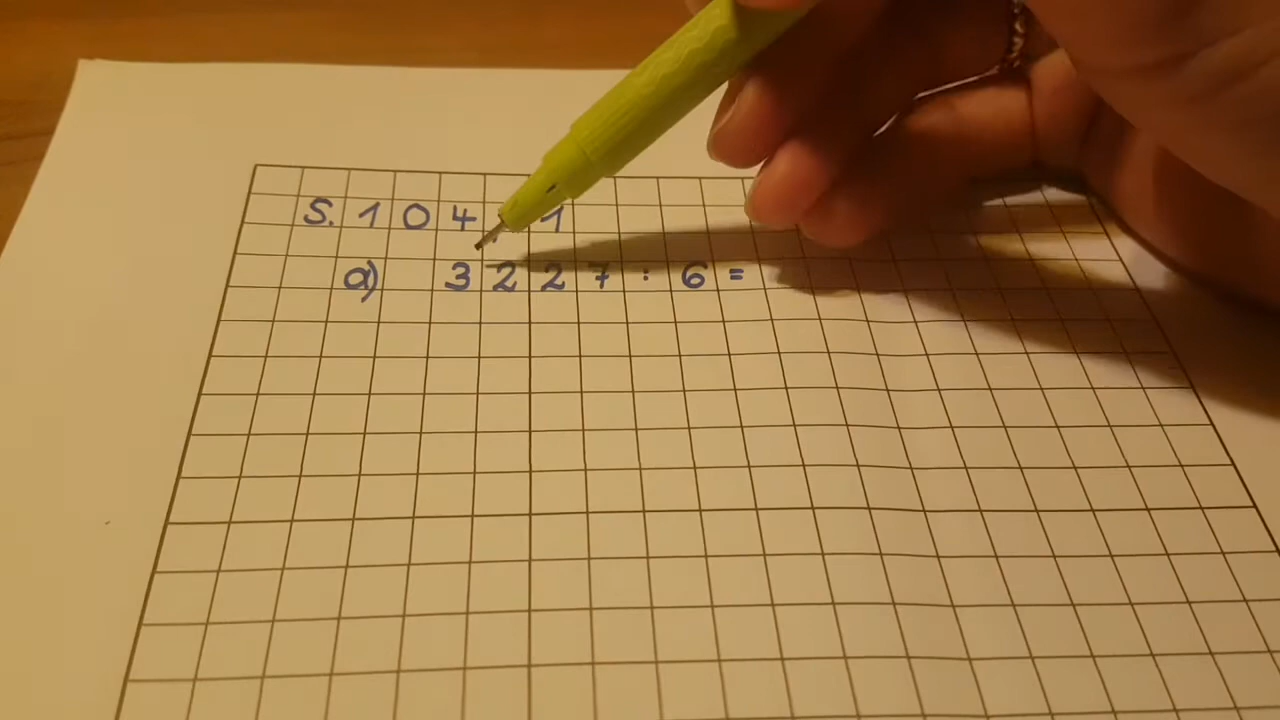 S. 104, 1
a) 3227 : 6 =